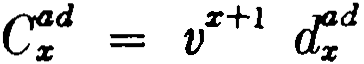 $C_x^{ad} = v^{x+1} \, d_x^{ad}$